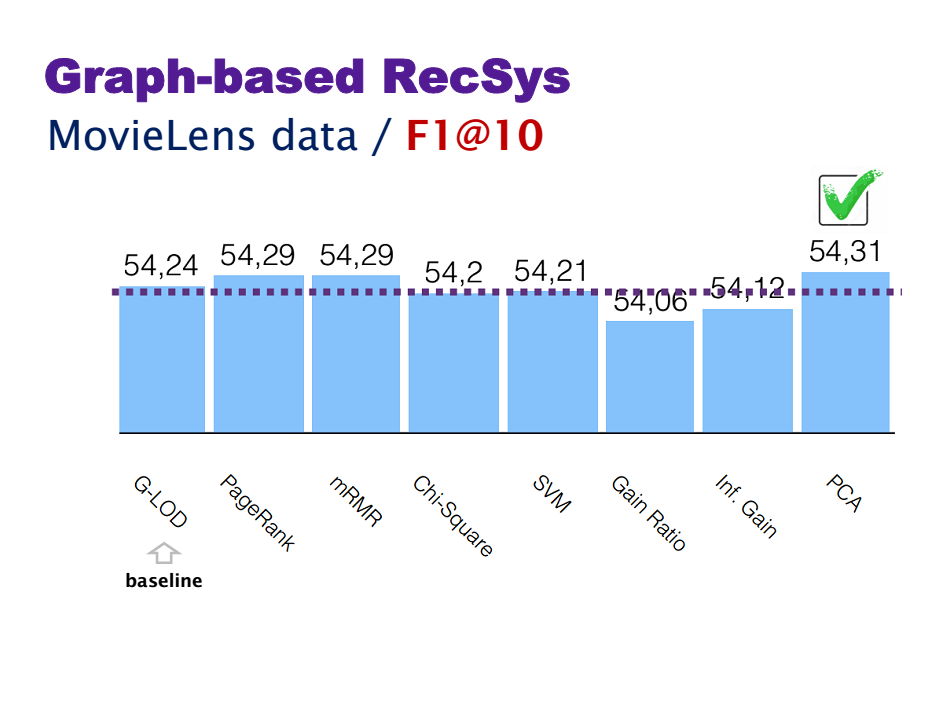 Graph-based RecSys
MovieLens data / F1@10
54,24 54,29 54,29 54,2 54,21 54,06 54,12 54,31
G-LOD PageRank mRMR Chi-Square SVM Gain Ratio Inf. Gain PCA
baseline